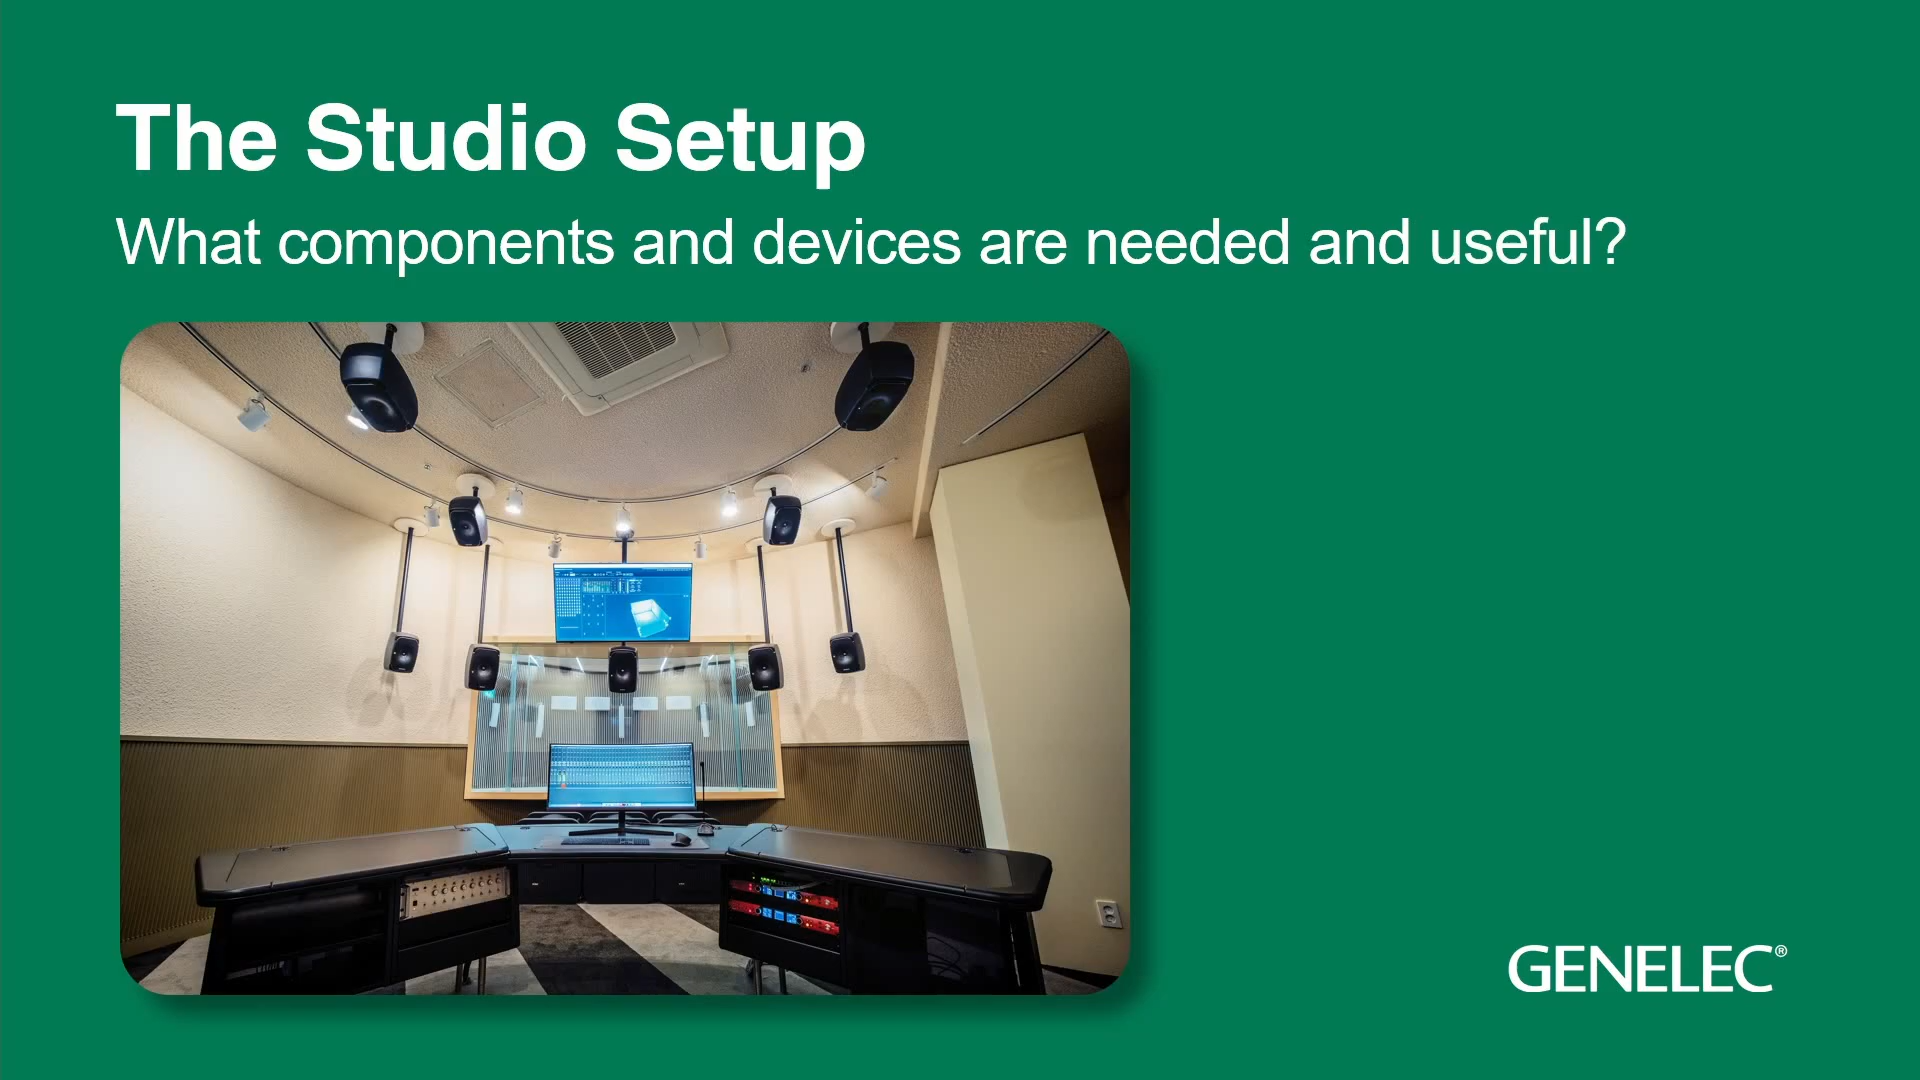 The Studio Setup
What components and devices are needed and useful?
GENELEC®